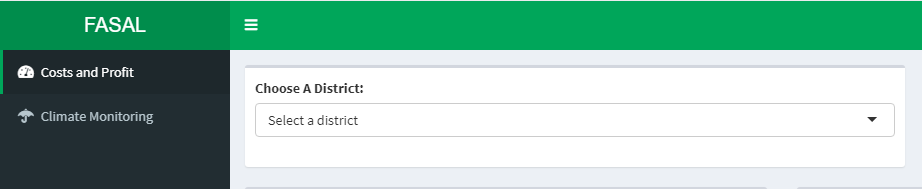 FASAL
Costs and Profit
Climate Monitoring
Choose A District:
Select a district